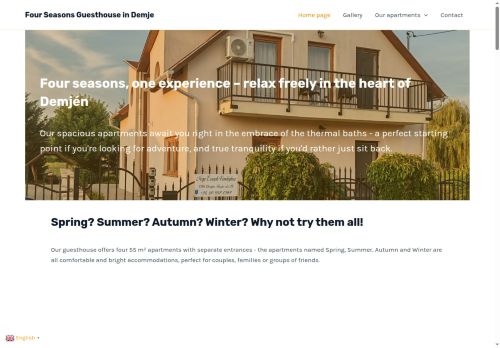 Four Seasons Guesthouse in Demje
Home page
Gallery
Our apartments
Contact
Four seasons, one experience – relax freely in the heart of
Demjén
Our spacious apartments await you right in the embrace of the thermal baths - a perfect starting
point if you're looking for adventure, and true tranquility if you'd rather just sit back.
Spring? Summer? Autumn? Winter? Why not try them all!
Our guesthouse offers four 55 m² apartments with separate entrances - the apartments named Spring, Summer, Autumn and Winter are
all comfortable and bright accommodations, perfect for couples, families or groups of friends.
English